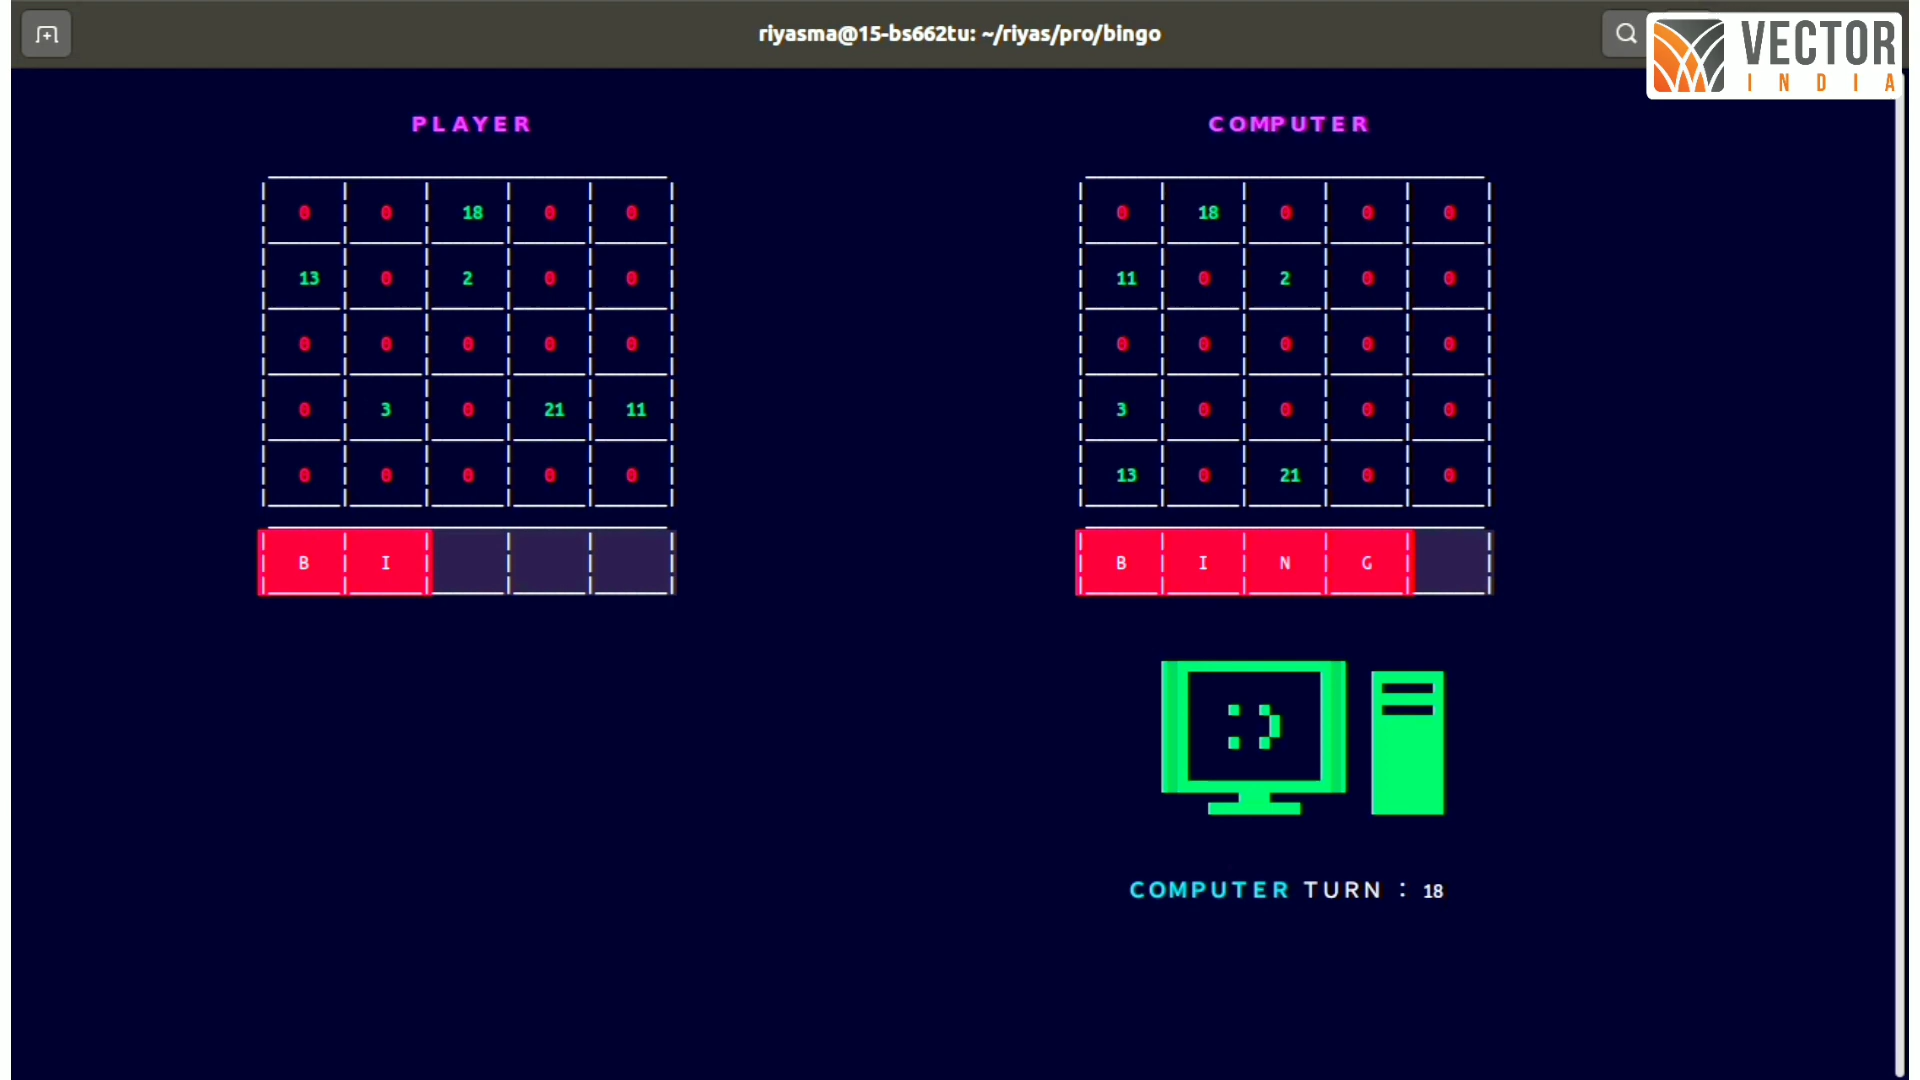 riyasma@15-bs662tu: ~/riyas/pro/bingo
VECTOR
INDIA
PLAYER
0 0 18 0 0
13 0 2 0 0
0 0 0 0 0
0 3 0 21 11
0 0 0 0 0
B I
COMPUTER
0 18 0 0 0
11 0 2 0 0
0 0 0 0 0
3 0 0 0 0
13 0 21 0 0
B I N G
:)
COMPUTER TURN : 18